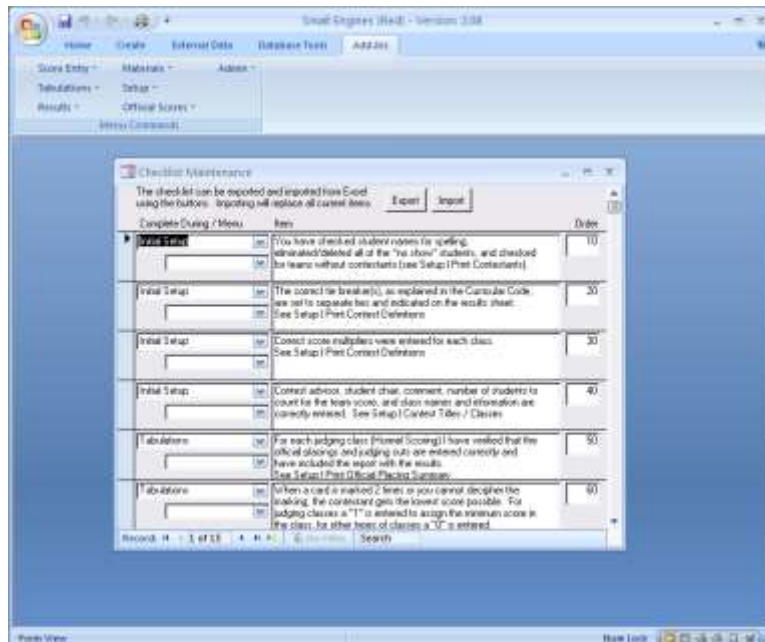 Small Engines (Red) - Version: 3.08
Home Create External Data Database Tools Add-Ins
Score Entry Materials Admin
Tabulations Setup
Results Official Scores
Menu Commands
Checklist Maintenance
The checklist can be exported and imported from Excel
using the buttons. Importing will replace all current items.
Export Import
Complete During / Menu Item Order
Initial Setup You have checked student names for spelling, 10
eliminated/deleted all of the "no show" students, and checked
for teams without contestants (see Setup | Print Contestants).
Initial Setup The correct tie breaker(s), as explained in the Curricular Code, 20
are set to separate ties and indicated on the results sheet.
See Setup | Print Contest Definitions
Initial Setup Correct score multipliers were entered for each class. 30
See Setup | Print Contest Definitions
Initial Setup Contest advisor, student chair, comment, number of students to 40
count for the team score, and class names and information are
correctly entered. See Setup | Contest Titles / Classes
Tabulations For each judging class (Hormel Scoring) I have verified that the 50
official placings and judging cuts are entered correctly and
have included the report with the results.
See Setup | Print Official Placing Summary
Tabulations When a card is marked 2 times or you cannot decipher the 60
marking, the contestant gets the lowest score possible. For
judging classes a "1" is entered to assign the minimum score in
the class, for other types of classes a "0" is entered.
Record: 1 of 13 No Filter Search
Form View Num Lock